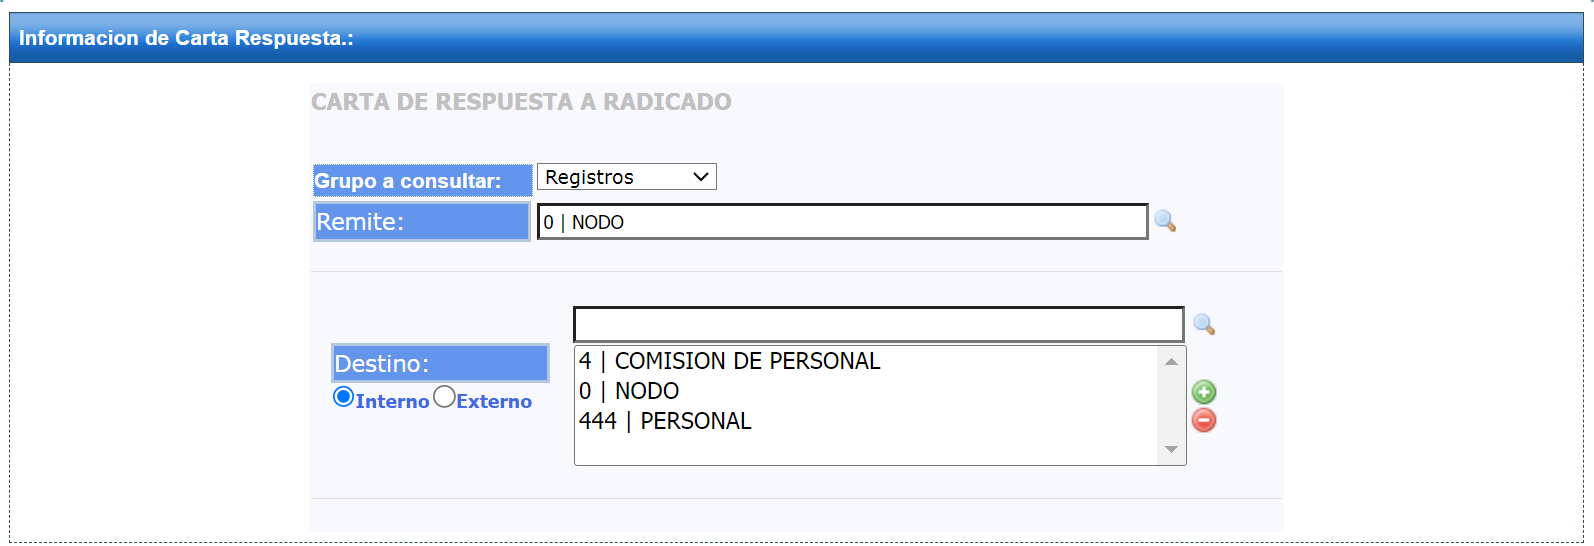 Informacion de Carta Respuesta.:
CARTA DE RESPUESTA A RADICADO
Grupo a consultar: Registros
Remite: 0 | NODO
Destino:
Interno Externo
4 | COMISION DE PERSONAL
0 | NODO
444 | PERSONAL